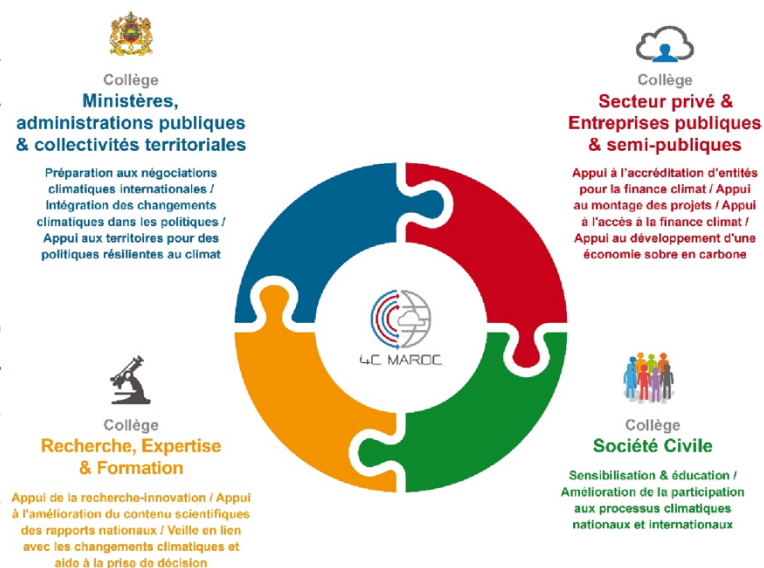 Collège
Ministères,
administrations publiques
& collectivités territoriales
Préparation aux négociations
climatiques internationales /
Intégration des changements
climatiques dans les politiques /
Appui aux territoires pour des
politiques résilientes au climat
Collège
Secteur privé &
Entreprises publiques
& semi-publiques
Appui à l'accréditation d'entités
pour la finance climat / Appui
au montage des projets / Appui
à l'accès à la finance climat /
Appui au développement d'une
économie sobre en carbone
4C MAROC
Collège
Recherche, Expertise
& Formation
Appui de la recherche-innovation / Appui
à l'amélioration du contenu scientifiques
des rapports nationaux / Veille en lien
avec les changements climatiques et
aide à la prise de décision
Collège
Société Civile
Sensibilisation & éducation /
Amélioration de la participation
aux processus climatiques
nationaux et internationaux